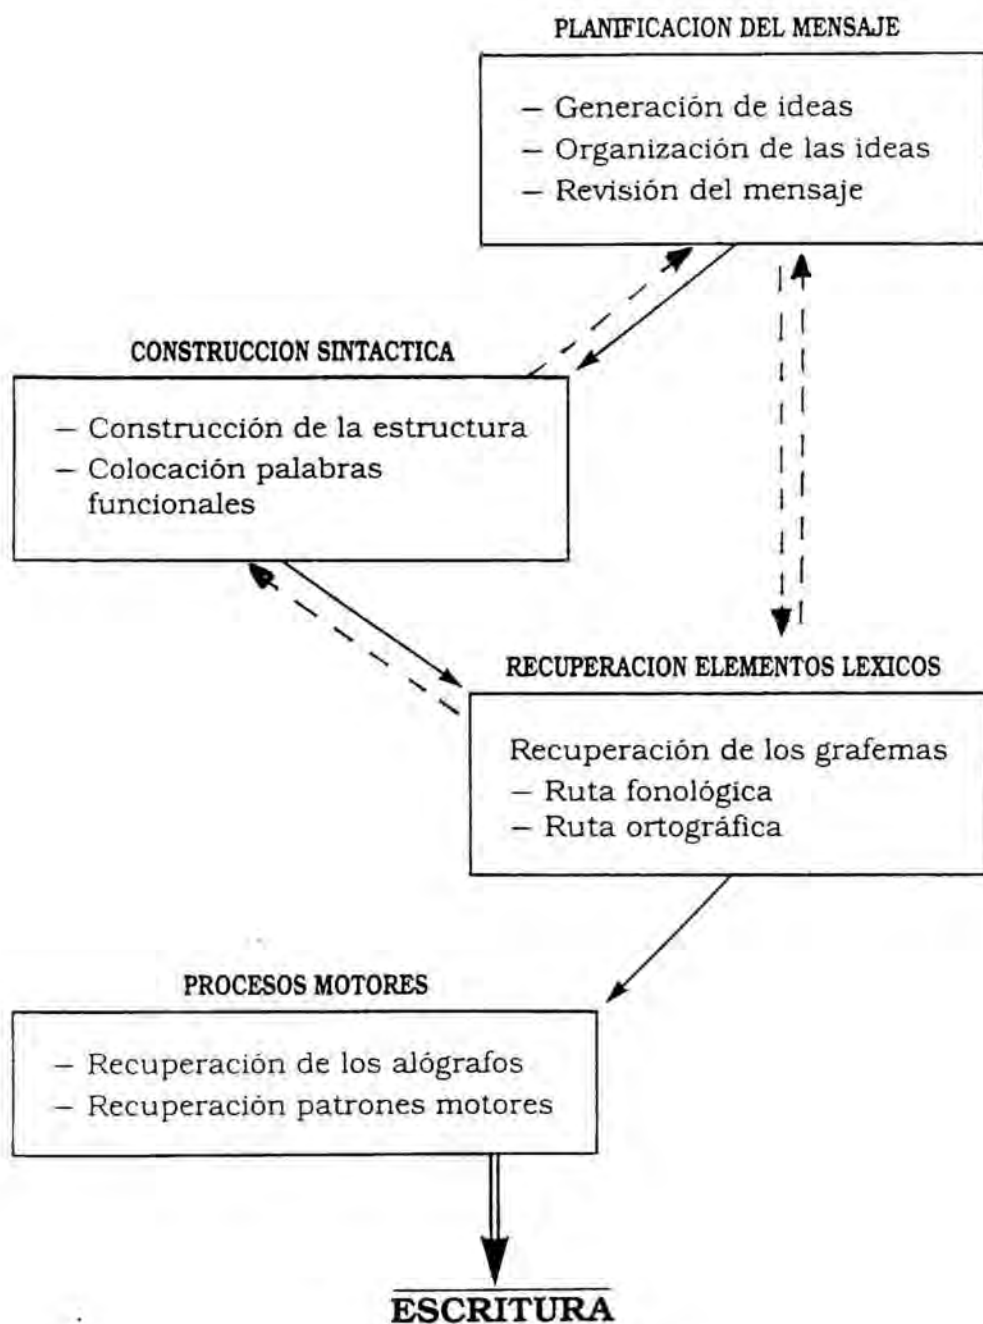 PLANIFICACION DEL MENSAJE
— Generación de ideas
— Organización de las ideas
— Revisión del mensaje
CONSTRUCCION SINTACTICA
— Construcción de la estructura
— Colocación palabras
funcionales
RECUPERACION ELEMENTOS LEXICOS
Recuperación de los grafemas
— Ruta fonológica
— Ruta ortográfica
PROCESOS MOTORES
— Recuperación de los alógrafos
— Recuperación patrones motores
ESCRITURA